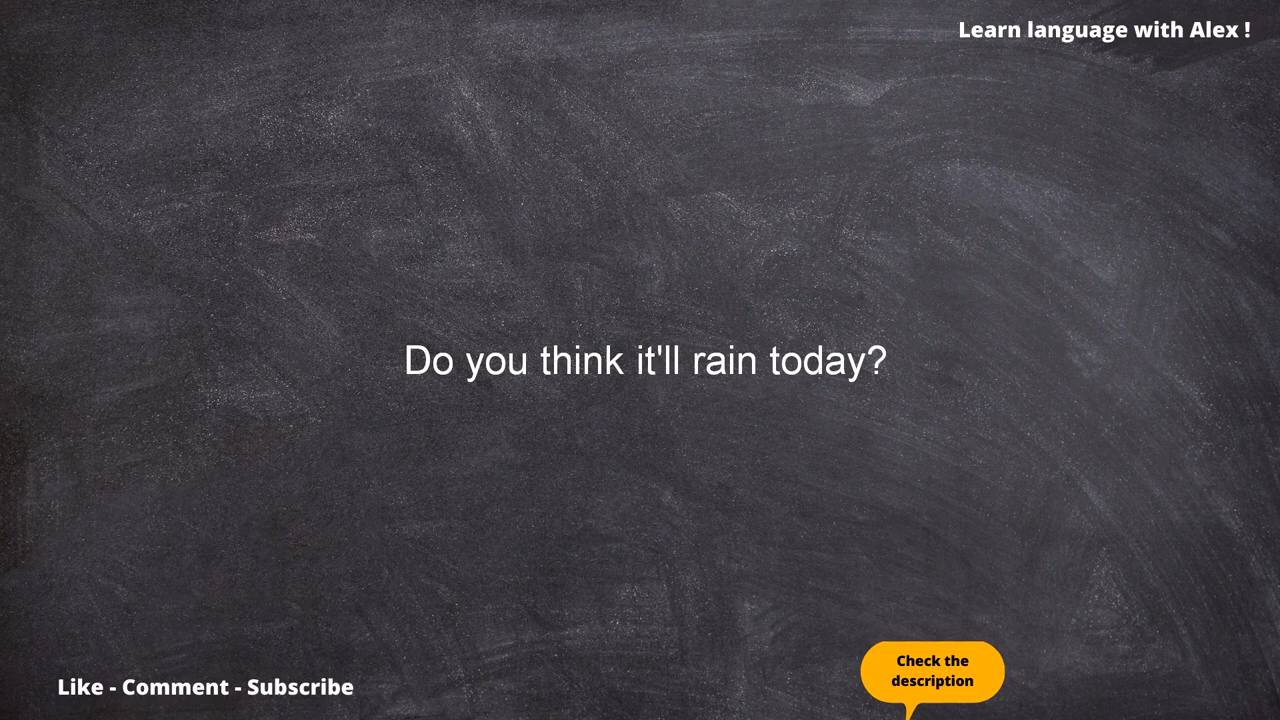 Learn language with Alex !
Do you think it'll rain today?
Check the
description
Like - Comment - Subscribe